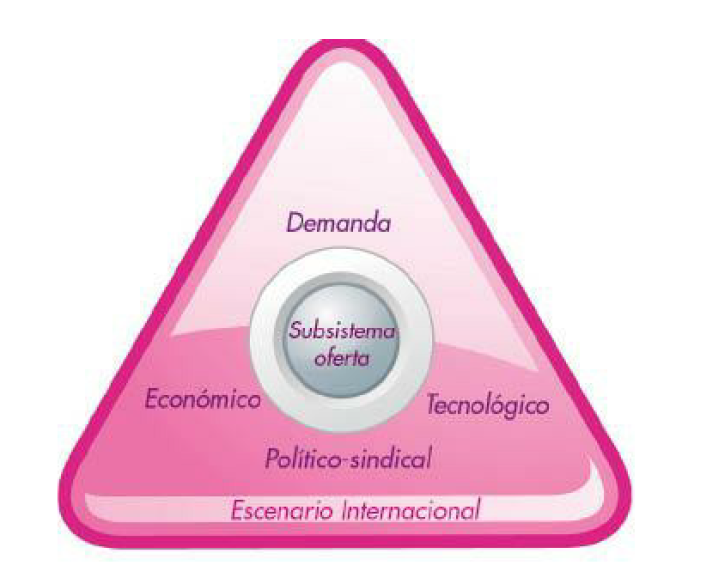 Demanda
Subsistema
oferta
Económico
Tecnológico
Político-sindical
Escenario Internacional